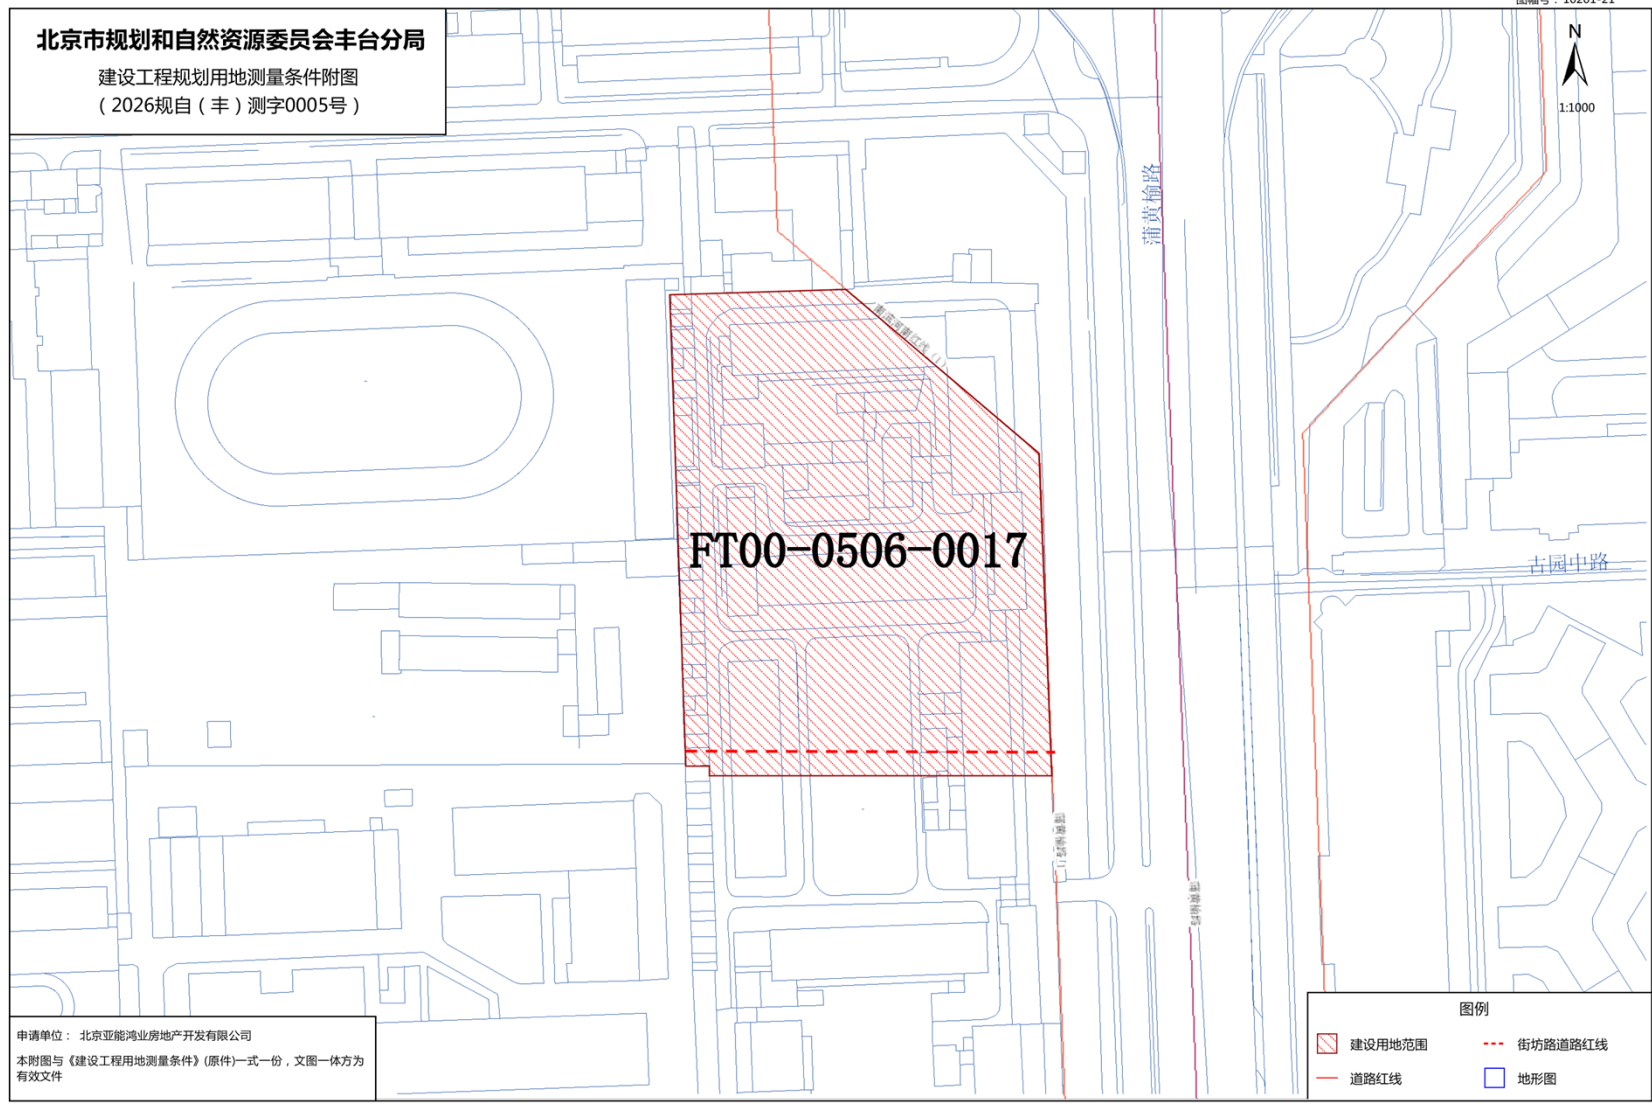 北京市规划和自然资源委员会丰台分局
建设工程规划用地测量条件附图
（2026规自（丰）测字0005号）
N
1:1000
蒲黄榆路
FT00-0506-0017
古园中路
申请单位： 北京亚能鸿业房地产开发有限公司
本附图与《建设工程用地测量条件》(原件)一式一份，文图一体方为
有效文件
图例
建设用地范围
街坊路道路红线
道路红线
地形图